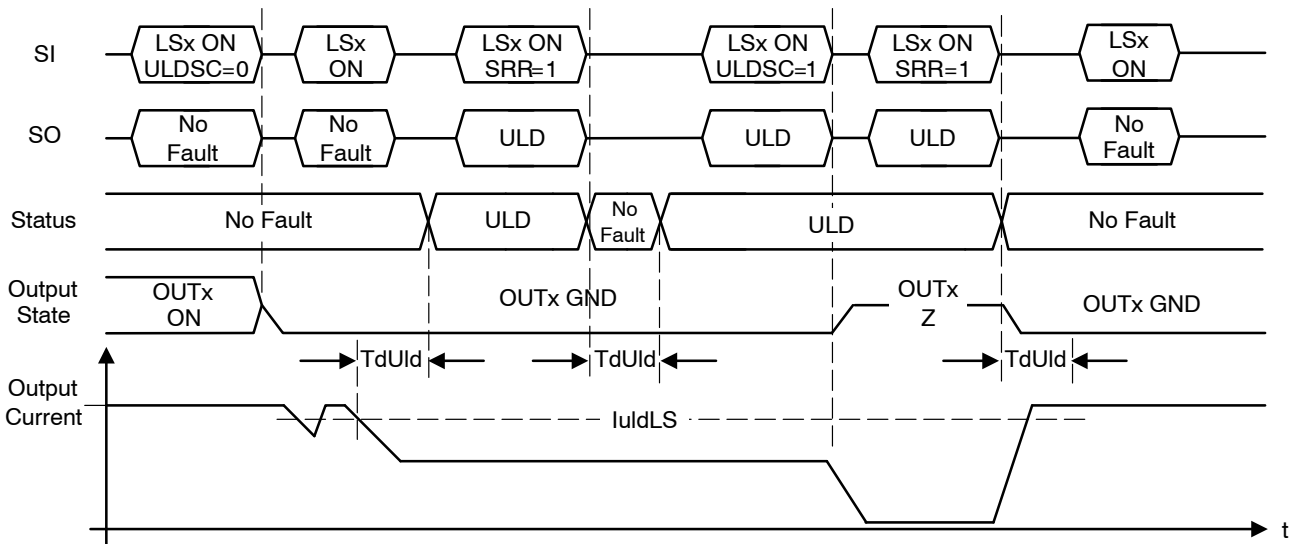 SI
LSx ON
ULDSC=0
LSx
ON
LSx ON
SRR=1
LSx ON
ULDSC=1
LSx ON
SRR=1
LSx
ON
SO
No
Fault
No
Fault
ULD
ULD
ULD
No
Fault
Status
No Fault
ULD
No
Fault
ULD
No Fault
Output
State
OUTx
ON
OUTx GND
OUTx
Z
OUTx GND
TdUld
TdUld
TdUld
Output
Current
IuldLS
t